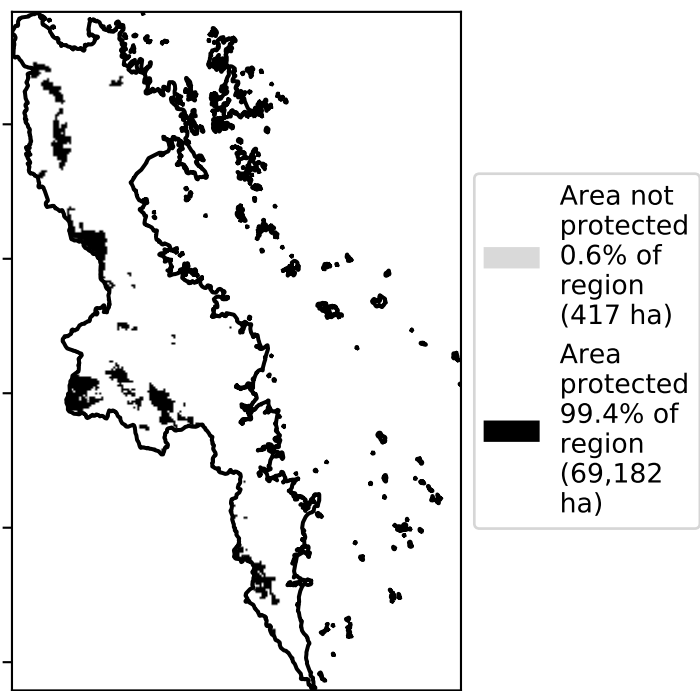 Area not
protected
0.6% of
region
(417 ha)
Area
protected
99.4% of
region
(69,182
ha)